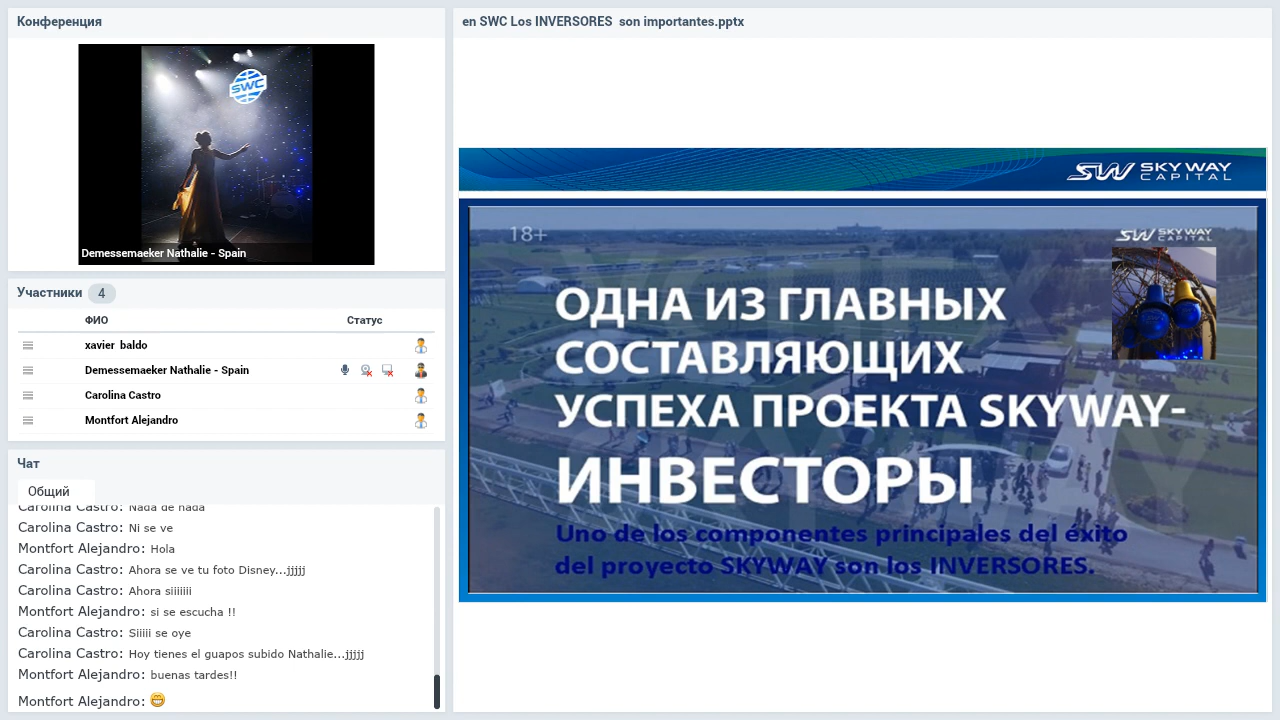 Конференция
SWC
Demessemaeker Nathalie - Spain
Участники 4
ФИО Статус
xavier baldo
Demessemaeker Nathalie - Spain
Carolina Castro
Montfort Alejandro
Чат
Общий
Carolina Castro: Nada de nada
Carolina Castro: Ni se ve
Montfort Alejandro: Hola
Carolina Castro: Ahora se ve tu foto Disney...jjjjj
Carolina Castro: Ahora siiiiiii
Montfort Alejandro: si se escucha !!
Carolina Castro: Siiiii se oye
Carolina Castro: Hoy tienes el guapos subido Nathalie...jjjjj
Montfort Alejandro: buenas tardes!!
Montfort Alejandro:
en SWC Los INVERSORES son importantes.pptx
SW SKY WAY
CAPITAL
18+
SW SKY WAY
CAPITAL
ОДНА ИЗ ГЛАВНЫХ
СОСТАВЛЯЮЩИХ
УСПЕХА ПРОЕКТА SKYWAY-
ИНВЕСТОРЫ
Uno de los componentes principales del éxito
del proyecto SKYWAY son los INVERSORES.